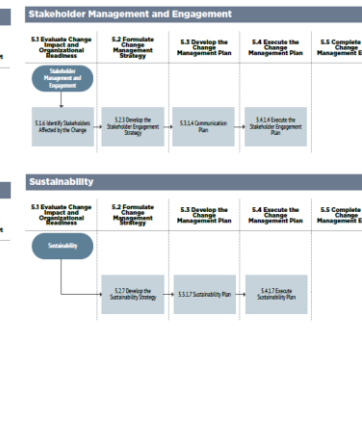 Stakeholder Management and Engagement
5.1 Evaluate Change
Impact and
Organizational
Readiness
5.2 Formulate
Change
Management
Strategy
5.3 Develop the
Change
Management Plan
5.4 Execute the
Change
Management Plan
5.5 Complete
Change
Management E
Stakeholder
Management and
Engagement
5.1.6 Identify Stakeholders
Affected by the Change
5.2.3 Develop the
Stakeholder Engagement
Strategy
5.3.1.4 Communication
Plan
5.4.1.4 Execute the
Stakeholder Engagement
Plan
Sustainability
5.1 Evaluate Change
Impact and
Organizational
Readiness
5.2 Formulate
Change
Management
Strategy
5.3 Develop the
Change
Management Plan
5.4 Execute the
Change
Management Plan
5.5 Complete
Change
Management E
Sustainability
5.2.7 Develop the
Sustainability Strategy
5.3.1.7 Sustainability Plan
5.4.1.7 Execute
Sustainability Plan